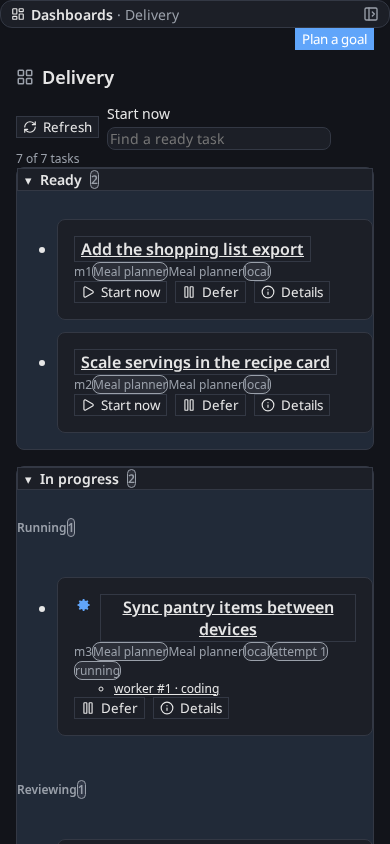 Dashboards · Delivery
Plan a goal
Delivery
Refresh
Start now
Find a ready task
7 of 7 tasks
Ready 2
Add the shopping list export
m1 Meal planner Meal planner local
Start now Defer Details
Scale servings in the recipe card
m2 Meal planner Meal planner local
Start now Defer Details
In progress 2
Running 1
Sync pantry items between
devices
m3 Meal planner Meal planner local attempt 1
running
worker #1 · coding
Defer Details
Reviewing 1